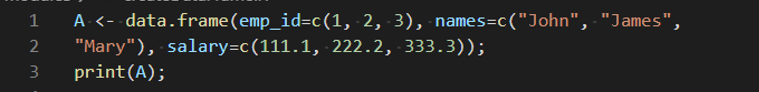 1 A <- data.frame(emp_id=c(1, 2, 3), names=c("John", "James",
2 "Mary"), salary=c(111.1, 222.2, 333.3));
3 print(A);